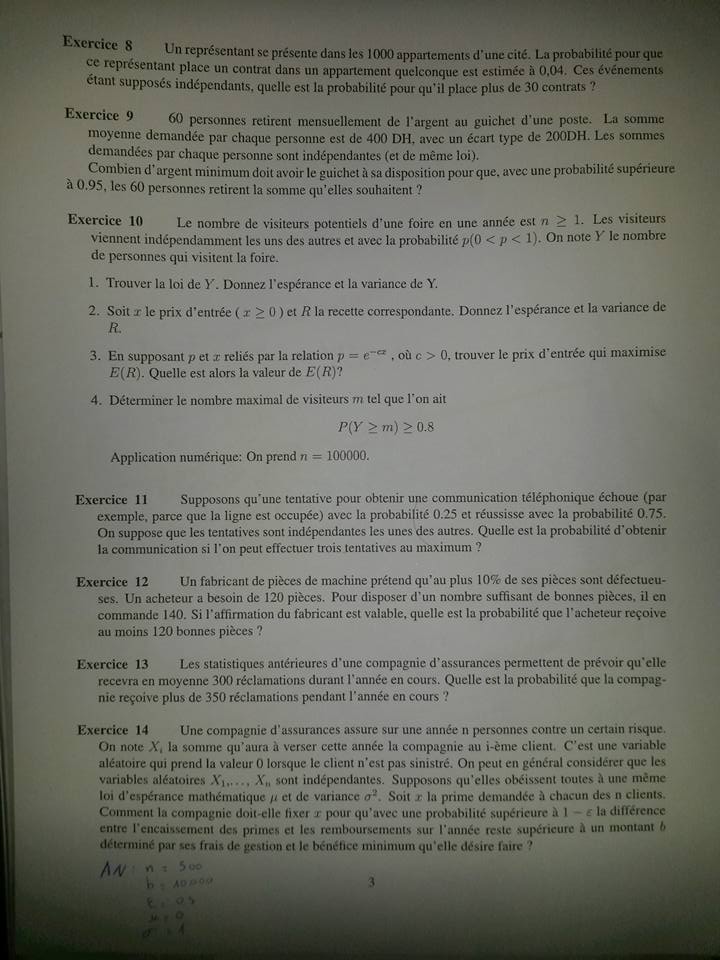 Exercice 8 Un représentant se présente dans les 1000 appartements d'une cité. La probabilité pour que
ce représentant place un contrat dans un appartement quelconque est estimée à 0,04. Ces événements
étant supposés indépendants, quelle est la probabilité pour qu'il place plus de 30 contrats ?
Exercice 9 60 personnes retirent mensuellement de l'argent au guichet d'une poste. La somme
moyenne demandée par chaque personne est de 400 DH, avec un écart type de 200DH. Les sommes
demandées par chaque personne sont indépendantes (et de même loi).
Combien d'argent minimum doit avoir le guichet à sa disposition pour que, avec une probabilité supérieure
à 0.95, les 60 personnes retirent la somme qu'elles souhaitent ?
Exercice 10 Le nombre de visiteurs potentiels d'une foire en une année est n ≥ 1. Les visiteurs
viennent indépendamment les uns des autres et avec la probabilité p(0 < p < 1). On note Y le nombre
de personnes qui visitent la foire.
1. Trouver la loi de Y. Donnez l'espérance et la variance de Y.
2. Soit x le prix d'entrée ( x ≥ 0 ) et R la recette correspondante. Donnez l'espérance et la variance de
R.
3. En supposant p et x reliés par la relation p = e^{-cx} , où c > 0, trouver le prix d'entrée qui maximise
E(R). Quelle est alors la valeur de E(R)?
4. Déterminer le nombre maximal de visiteurs m tel que l'on ait
P(Y ≥ m) ≥ 0.8
Application numérique: On prend n = 100000.
Exercice 11 Supposons qu'une tentative pour obtenir une communication téléphonique échoue (par
exemple, parce que la ligne est occupée) avec la probabilité 0.25 et réussisse avec la probabilité 0.75.
On suppose que les tentatives sont indépendantes les unes des autres. Quelle est la probabilité d'obtenir
la communication si l'on peut effectuer trois tentatives au maximum ?
Exercice 12 Un fabricant de pièces de machine prétend qu'au plus 10% de ses pièces sont défectueu-
ses. Un acheteur a besoin de 120 pièces. Pour disposer d'un nombre suffisant de bonnes pièces, il en
commande 140. Si l'affirmation du fabricant est valable, quelle est la probabilité que l'acheteur reçoive
au moins 120 bonnes pièces ?
Exercice 13 Les statistiques antérieures d'une compagnie d'assurances permettent de prévoir qu'elle
recevra en moyenne 300 réclamations durant l'année en cours. Quelle est la probabilité que la compag-
nie reçoive plus de 350 réclamations pendant l'année en cours ?
Exercice 14 Une compagnie d'assurances assure sur une année n personnes contre un certain risque.
On note X_i la somme qu'aura à verser cette année la compagnie au i-ème client. C'est une variable
aléatoire qui prend la valeur 0 lorsque le client n'est pas sinistré. On peut en général considérer que les
variables aléatoires X_1,..., X_n sont indépendantes. Supposons qu'elles obéissent toutes à une même
loi d'espérance mathématique μ et de variance σ². Soit x la prime demandée à chacun des n clients.
Comment la compagnie doit-elle fixer x pour qu'avec une probabilité supérieure à 1 − ε la différence
entre l'encaissement des primes et les remboursements sur l'année reste supérieure à un montant b
déterminé par ses frais de gestion et le bénéfice minimum qu'elle désire faire ?
AN : n = 500
b = 10000
3